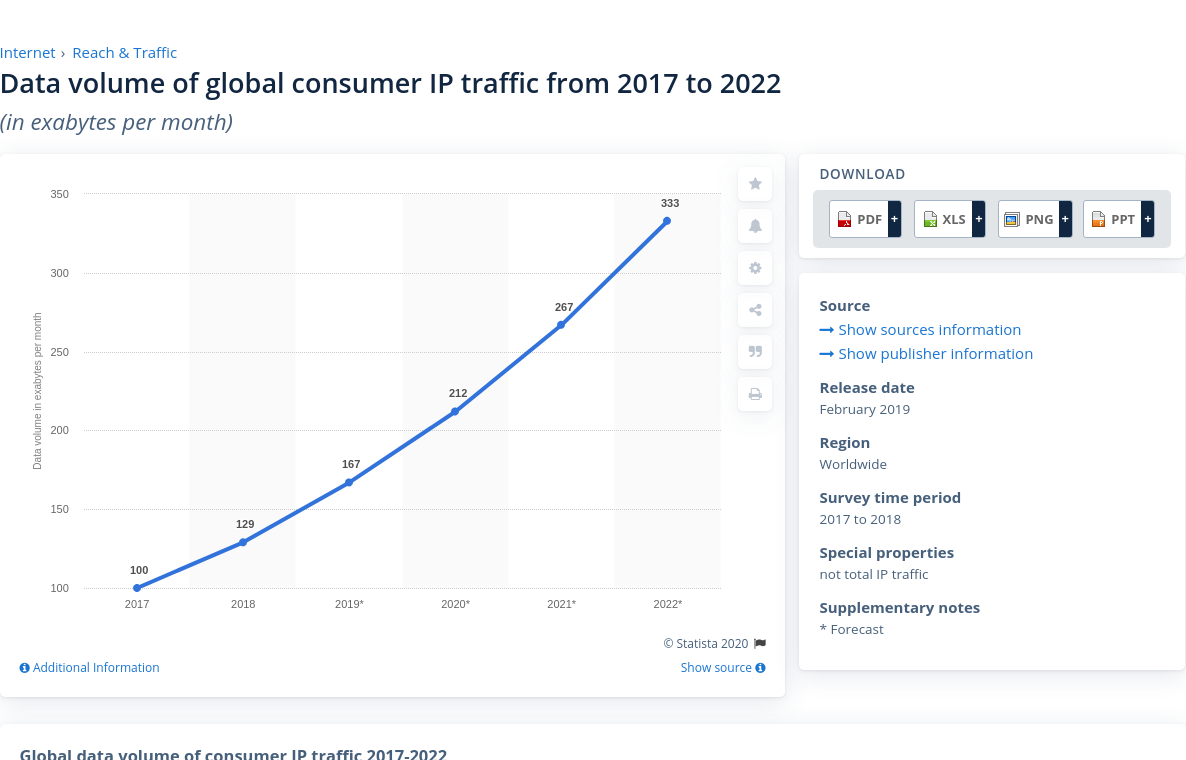 Internet › Reach & Traffic
Data volume of global consumer IP traffic from 2017 to 2022
(in exabytes per month)
Data volume in exabytes per month
350
300
250
200
150
100
100
129
167
212
267
333
2017 2018 2019* 2020* 2021* 2022*
© Statista 2020
Additional Information
Show source
DOWNLOAD
PDF + XLS + PNG + PPT +
Source
Show sources information
Show publisher information
Release date
February 2019
Region
Worldwide
Survey time period
2017 to 2018
Special properties
not total IP traffic
Supplementary notes
* Forecast
Global data volume of consumer IP traffic 2017-2022